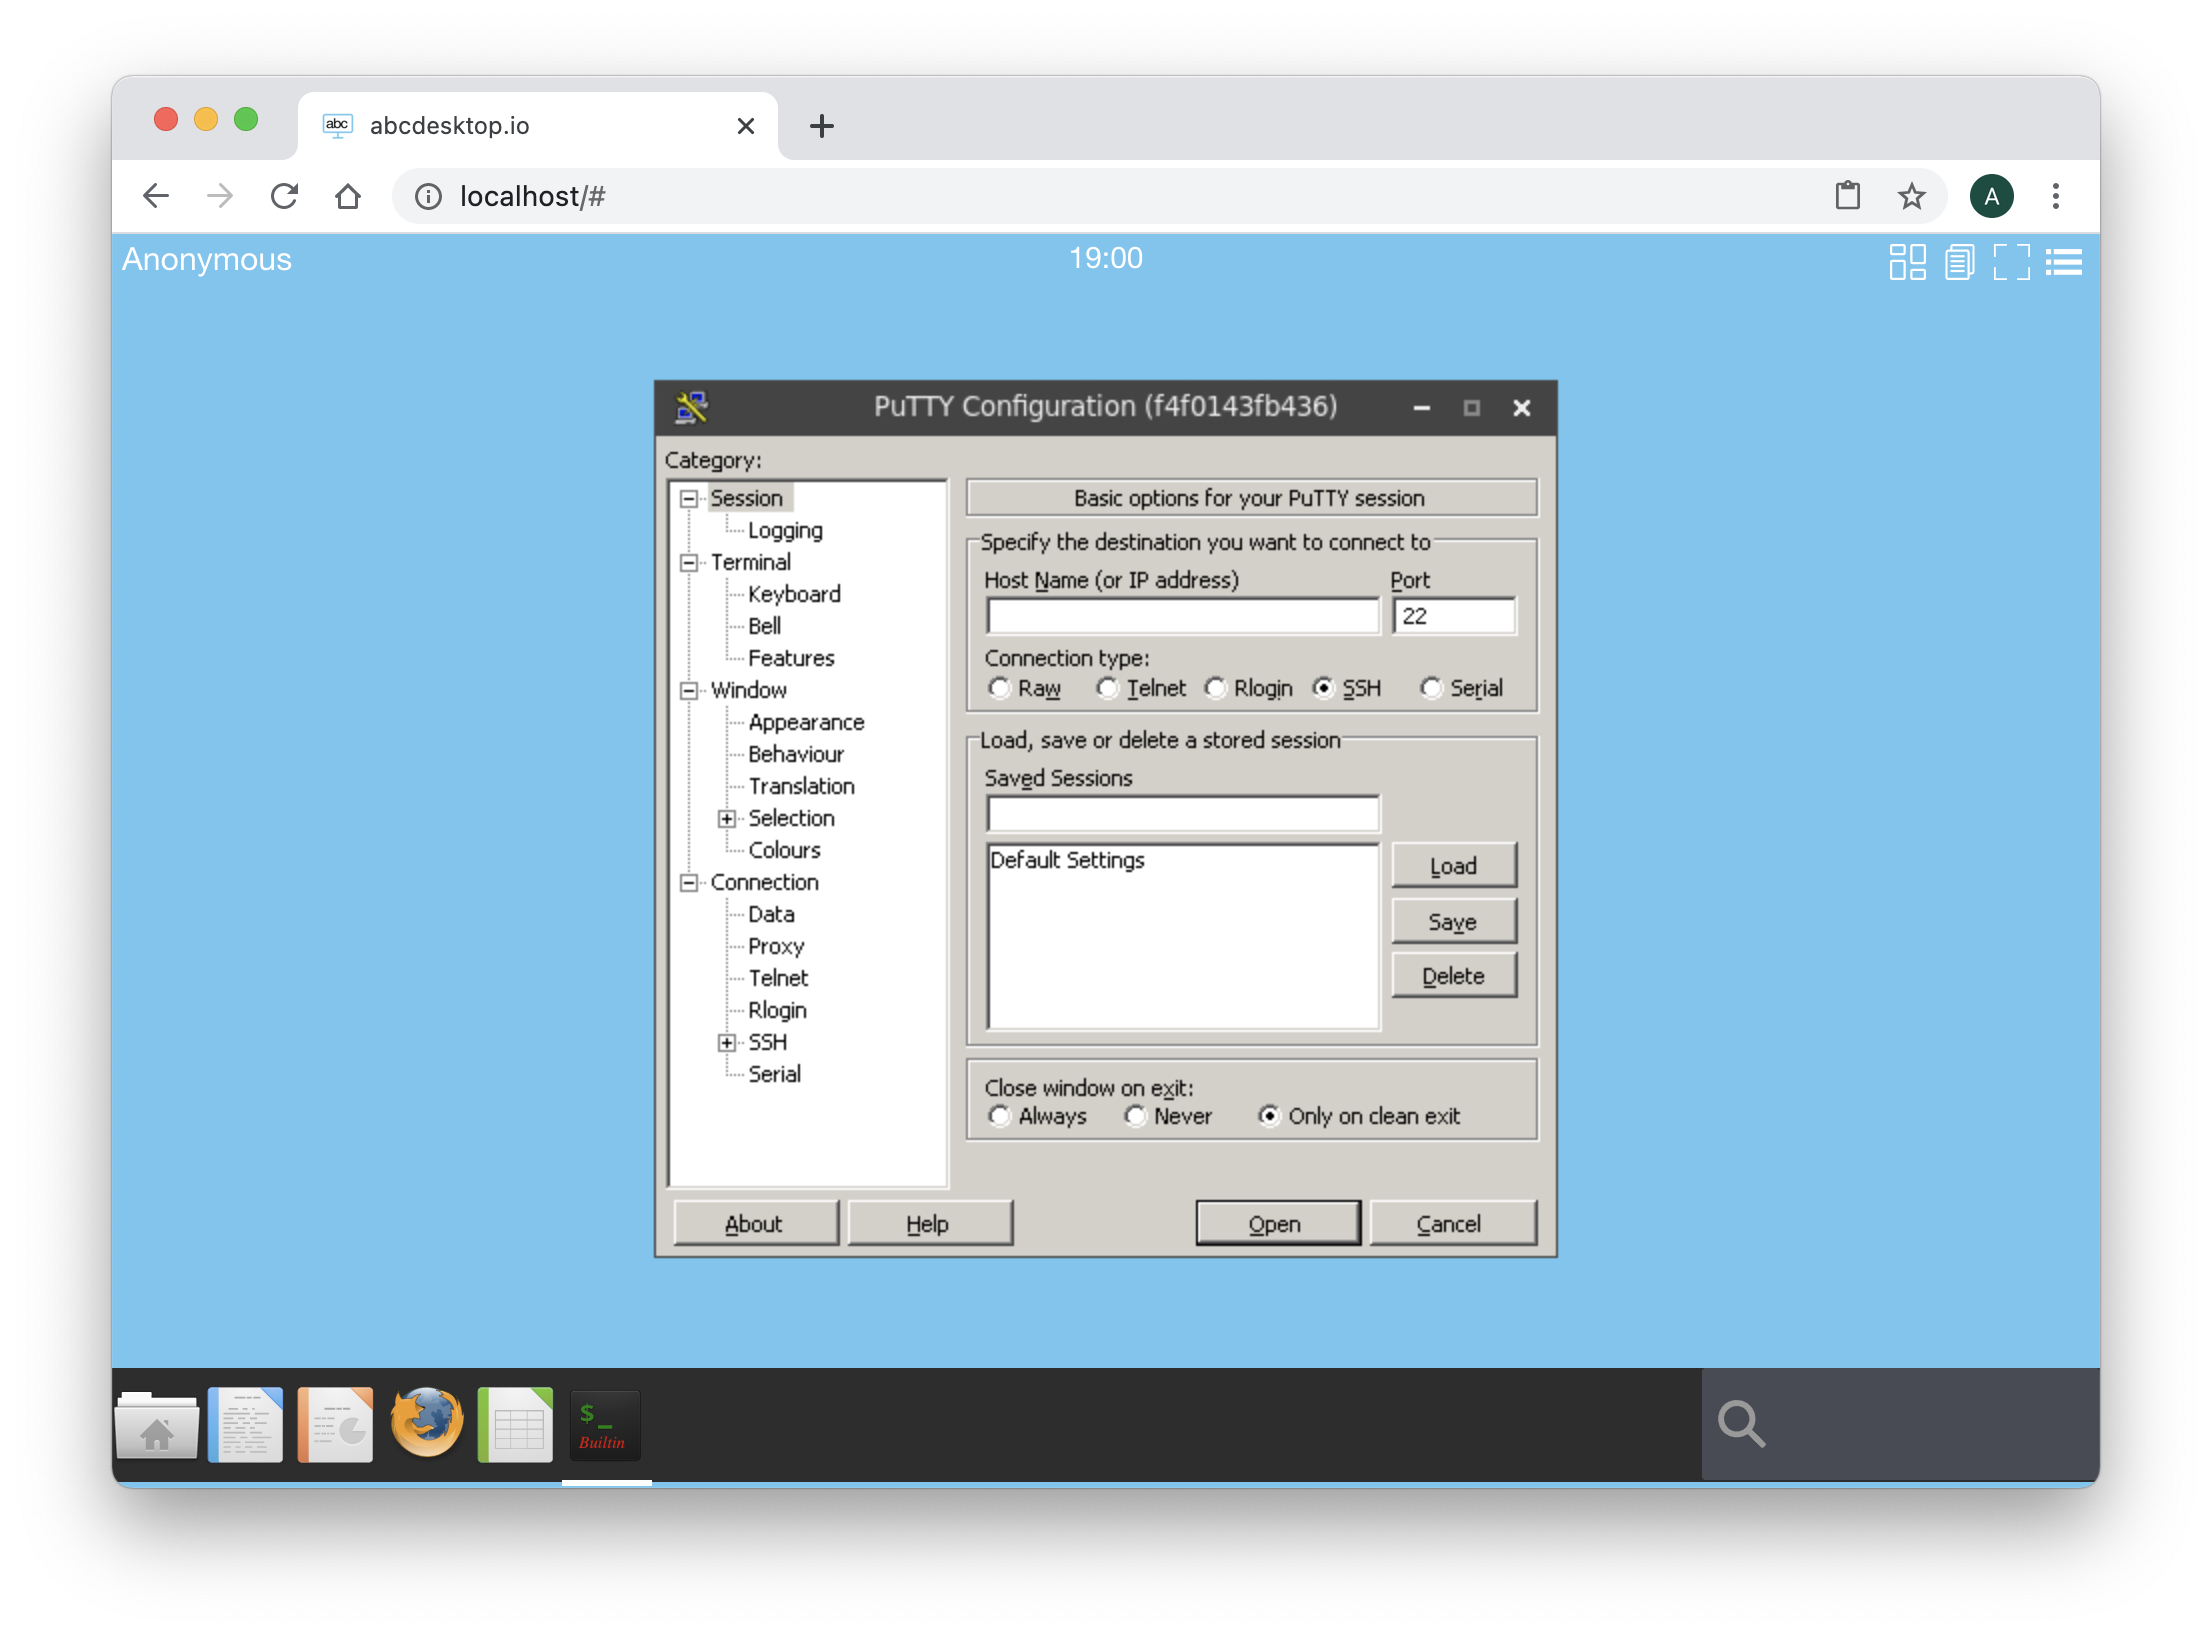 abc abcdesktop.io
localhost/#
A
Anonymous
19:00
PuTTY Configuration (f4f0143fb436)
Category:
Session
Logging
Terminal
Keyboard
Bell
Features
Window
Appearance
Behaviour
Translation
Selection
Colours
Connection
Data
Proxy
Telnet
Rlogin
SSH
Serial
Basic options for your PuTTY session
Specify the destination you want to connect to
Host Name (or IP address) Port
22
Connection type:
Raw Telnet Rlogin SSH Serial
Load, save or delete a stored session
Saved Sessions
Default Settings
Load
Save
Delete
Close window on exit:
Always Never Only on clean exit
About Help Open Cancel
$_
Builtin